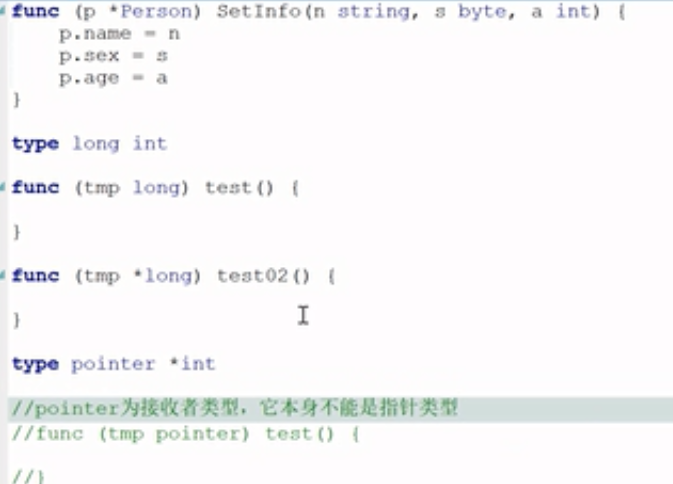 func (p *Person) SetInfo(n string, s byte, a int) {
    p.name = n
    p.sex = s
    p.age = a
}
type long int
func (tmp long) test() {
}
func (tmp *long) test02() {
}
type pointer *int
//pointer为接收者类型，它本身不能是指针类型
//func (tmp pointer) test() {
//}